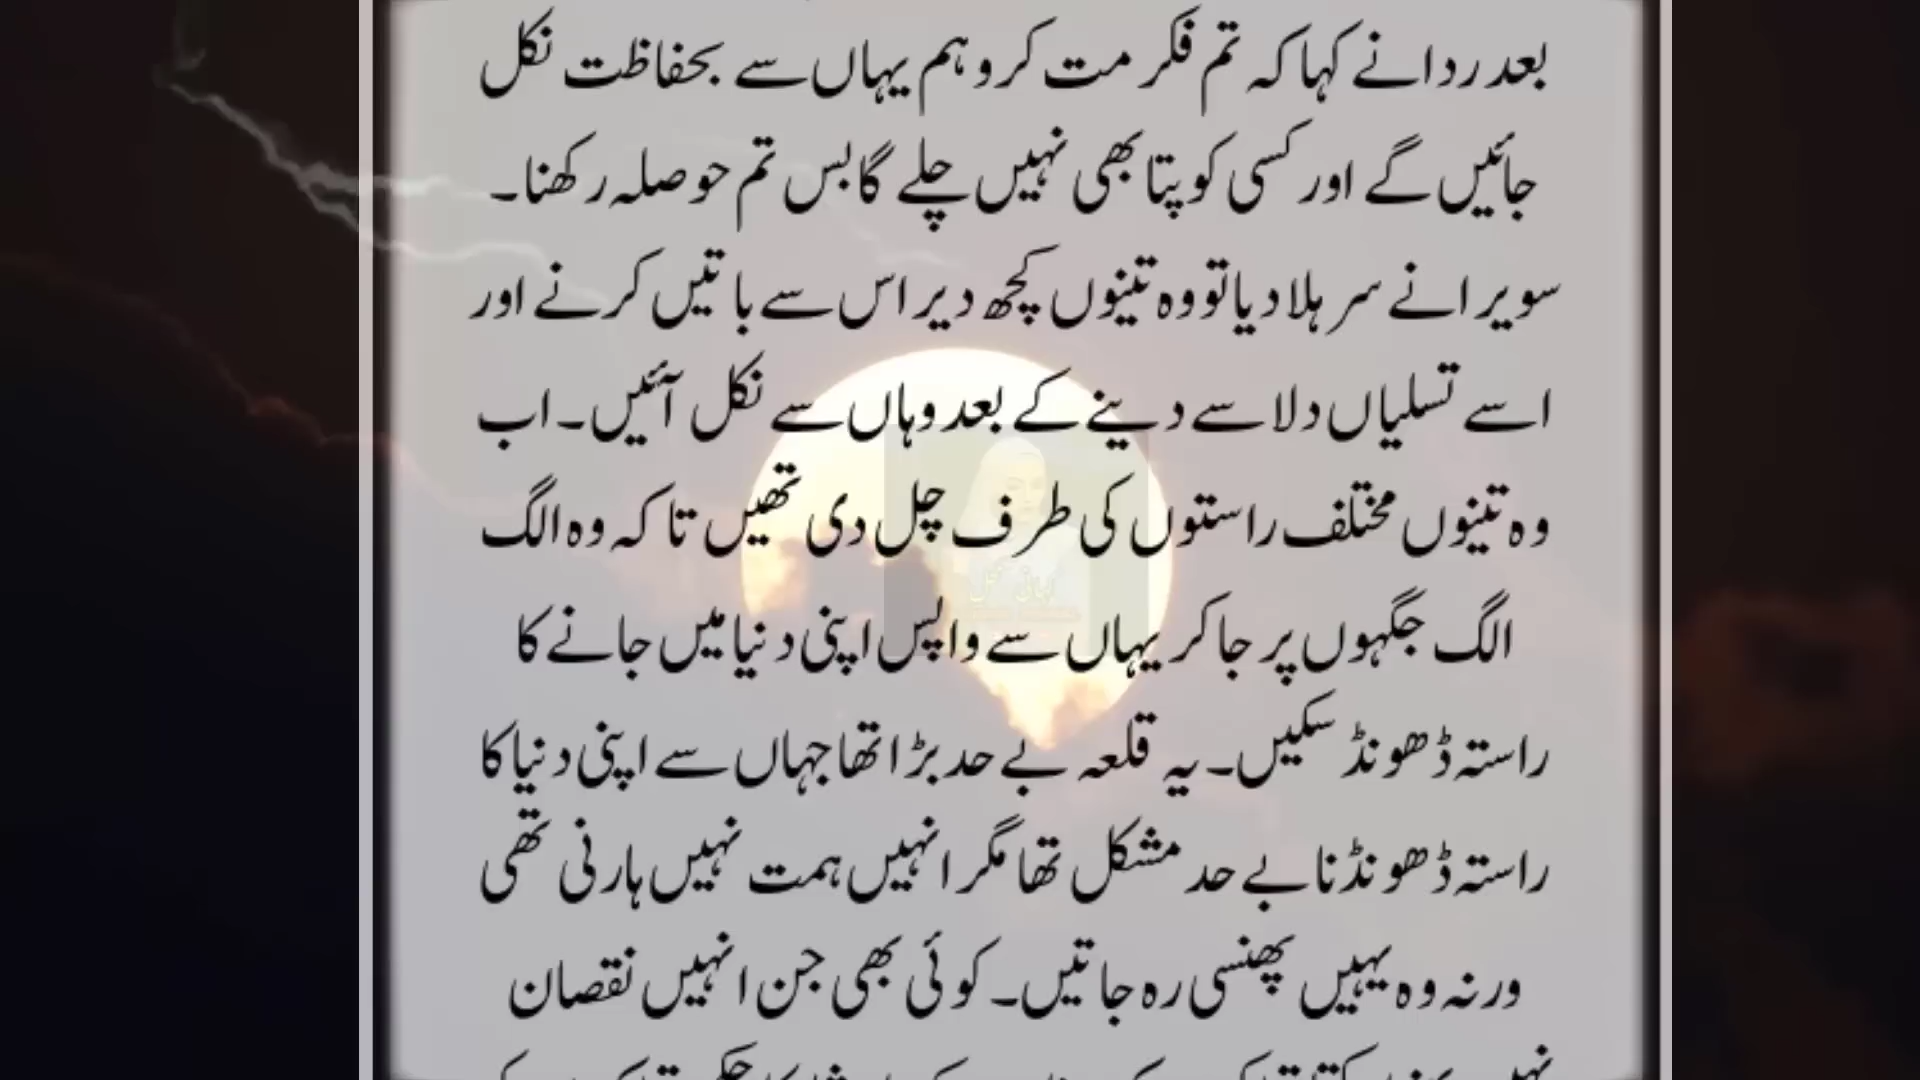 بعد ردا نے کہا کہ تم فکر مت کرو ہم یہاں سے بحفاظت نکل
جائیں گے اور کسی کو پتا بھی نہیں چلے گا بس تم حوصلہ رکھنا۔
سویرا نے سر ہلا دیا تو وہ تینوں کچھ دیر اس سے باتیں کرنے اور
اسے تسلیاں دلاسے دینے کے بعد وہاں سے نکل آئیں۔ اب
وہ تینوں مختلف راستوں کی طرف چل دی تھیں تاکہ وہ الگ
الگ جگہوں پر جا کر یہاں سے واپس اپنی دنیا میں جانے کا
راستہ ڈھونڈ سکیں۔ یہ قلعہ بے حد بڑا تھا جہاں سے اپنی دنیا کا
راستہ ڈھونڈنا بے حد مشکل تھا مگر انہیں ہمت نہیں ہارنی تھی
ورنہ وہ یہیں پھنسی رہ جاتیں۔ کوئی بھی جن انہیں نقصان